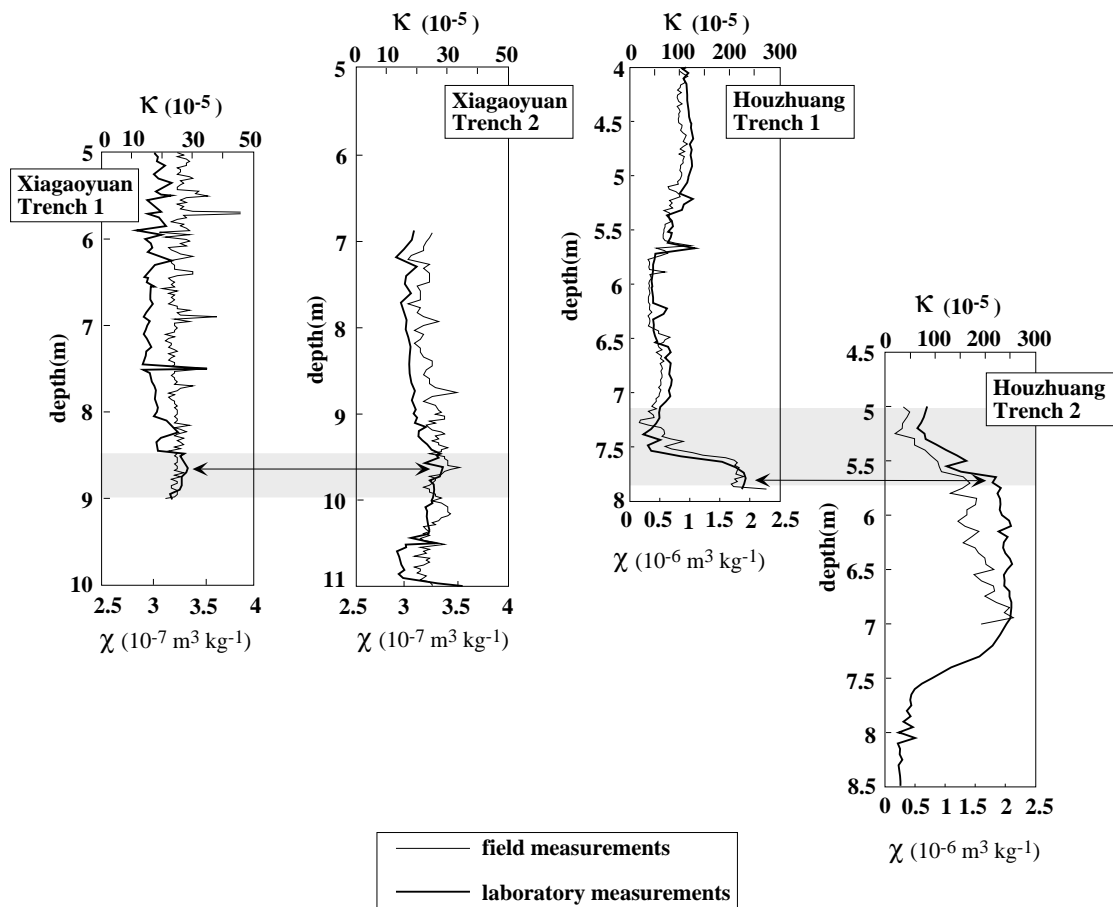 K (10-5)
10 30 50
Xiagaoyuan
Trench 1
depth(m)
5
6
7
8
9
10
2.5 3 3.5 4
χ (10-7 m3 kg-1)
K (10-5)
0 10 20 30 40 50
Xiagaoyuan
Trench 2
depth(m)
5
6
7
8
9
10
11
2.5 3 3.5 4
χ (10-7 m3 kg-1)
K (10-5)
0 100 200 300
Houzhuang
Trench 1
depth(m)
4
4.5
5
5.5
6
6.5
7
7.5
8
0 0.5 1 1.5 2 2.5
χ (10-6 m3 kg-1)
K (10-5)
0 100 200 300
Houzhuang
Trench 2
depth(m)
4.5
5
5.5
6
6.5
7
7.5
8
8.5
0 0.5 1 1.5 2 2.5
χ (10-6 m3 kg-1)
field measurements
laboratory measurements